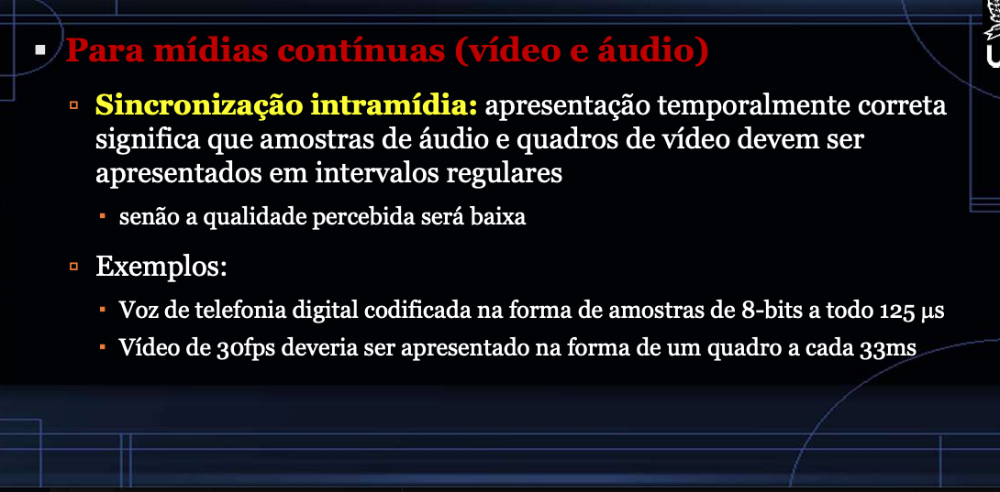 Para mídias contínuas (vídeo e áudio)
Sincronização intramídia: apresentação temporalmente correta
significa que amostras de áudio e quadros de vídeo devem ser
apresentados em intervalos regulares
senão a qualidade percebida será baixa
Exemplos:
Voz de telefonia digital codificada na forma de amostras de 8-bits a todo 125 µs
Vídeo de 30fps deveria ser apresentado na forma de um quadro a cada 33ms